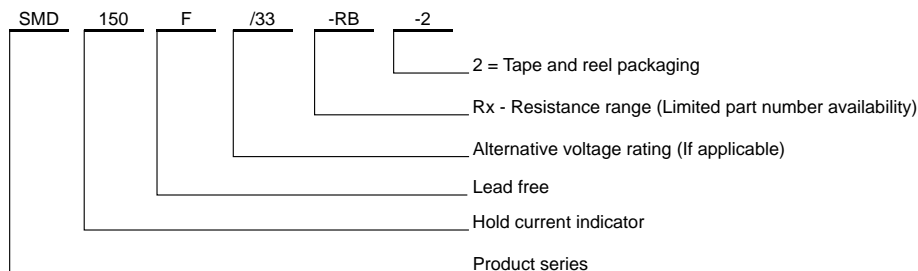 SMD 150 F /33 -RB -2
2 = Tape and reel packaging
Rx - Resistance range (Limited part number availability)
Alternative voltage rating (If applicable)
Lead free
Hold current indicator
Product series